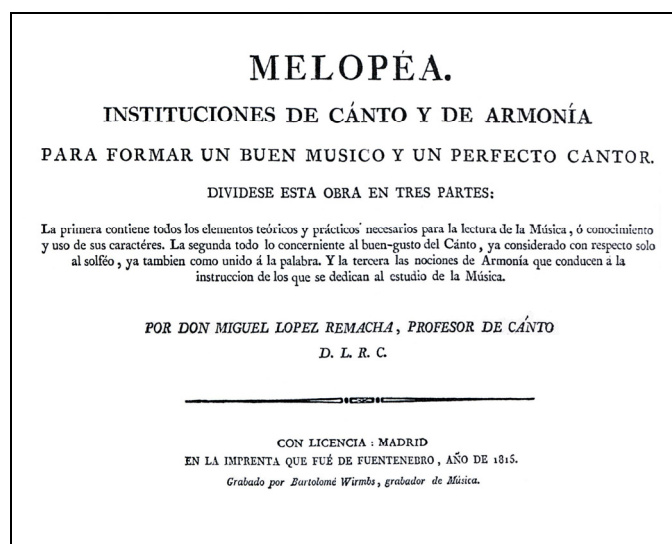 MELOPÉA.
INSTITUCIONES DE CÁNTO Y DE ARMONÍA
PARA FORMAR UN BUEN MUSICO Y UN PERFECTO CANTOR.
DIVIDESE ESTA OBRA EN TRES PARTES:
La primera contiene todos los elementos teóricos y prácticos necesarios para la lectura de la Música, ó conocimiento
y uso de sus caractéres. La segunda todo lo concerniente al buen-gusto del Cánto, ya considerado con respecto solo
al solféo, ya tambien como unido á la palabra. Y la tercera las nociones de Armonía que conducen á la
instruccion de los que se dedican al estudio de la Música.
POR DON MIGUEL LOPEZ REMACHA, PROFESOR DE CÁNTO
D. L. R. C.
CON LICENCIA: MADRID
EN LA IMPRENTA QUE FUÉ DE FUENTENEBRO, AÑO DE 1815.
Grabado por Bartolomé Wirmbs, grabador de Música.